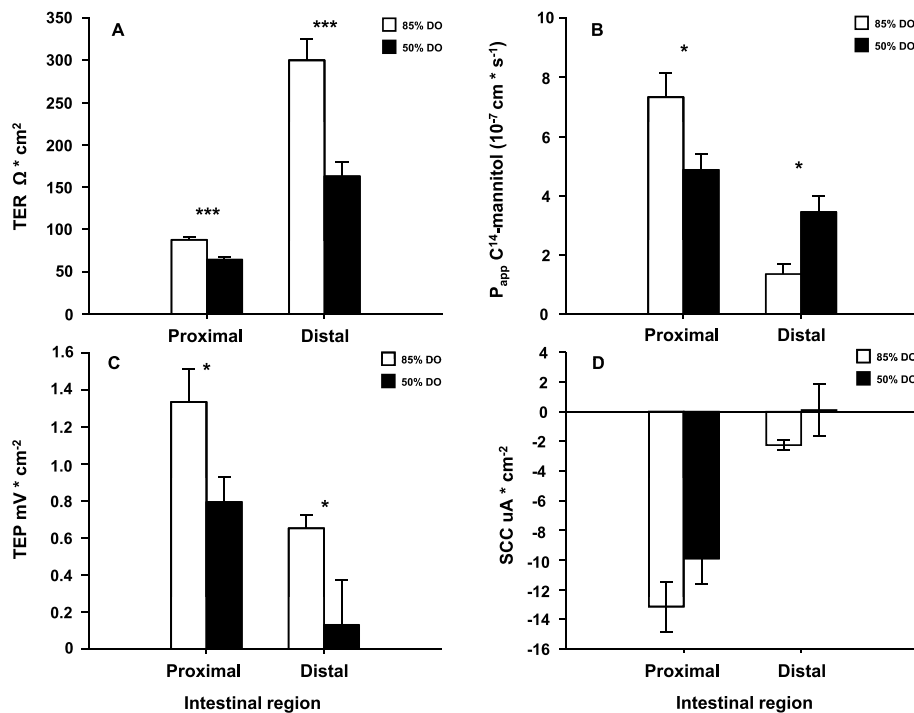 A
85% DO
50% DO
TER Ω * cm²
350
300
250
200
150
100
50
0
***
***
Proximal
Distal
B
85% DO
50% DO
Papp C¹⁴-mannitol (10⁻⁷ cm * s⁻¹)
10
8
6
4
2
0
*
*
Proximal
Distal
C
85% DO
50% DO
TEP mV * cm⁻²
1.6
1.4
1.2
1.0
0.8
0.6
0.4
0.2
0
*
*
Proximal
Distal
Intestinal region
D
85% DO
50% DO
SCC uA * cm⁻²
4
2
0
-2
-4
-6
-8
-10
-12
-14
-16
Proximal
Distal
Intestinal region